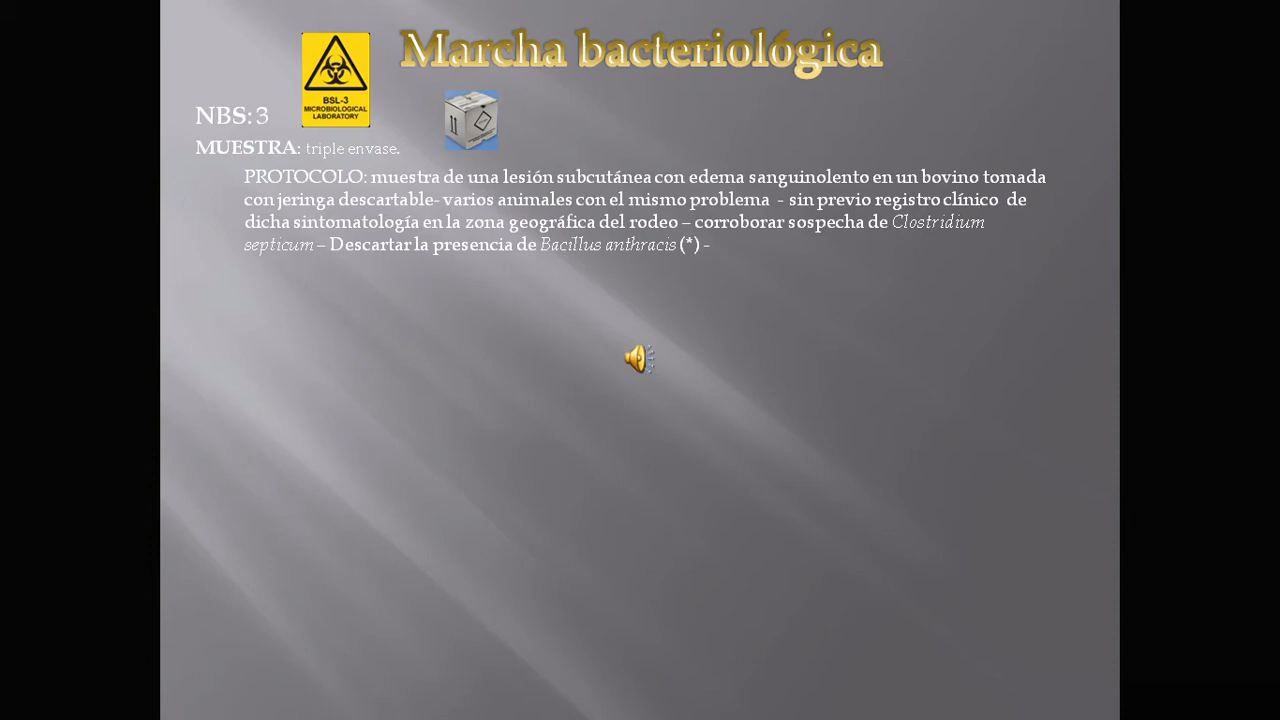 Marcha bacteriológica
BSL-3
MICROBIOLOGICAL
LABORATORY
NBS: 3
MUESTRA: triple envase.
PROTOCOLO: muestra de una lesión subcutánea con edema sanguinolento en un bovino tomada
con jeringa descartable- varios animales con el mismo problema - sin previo registro clínico de
dicha sintomatología en la zona geográfica del rodeo – corroborar sospecha de Clostridium
septicum – Descartar la presencia de Bacillus anthracis (*) -